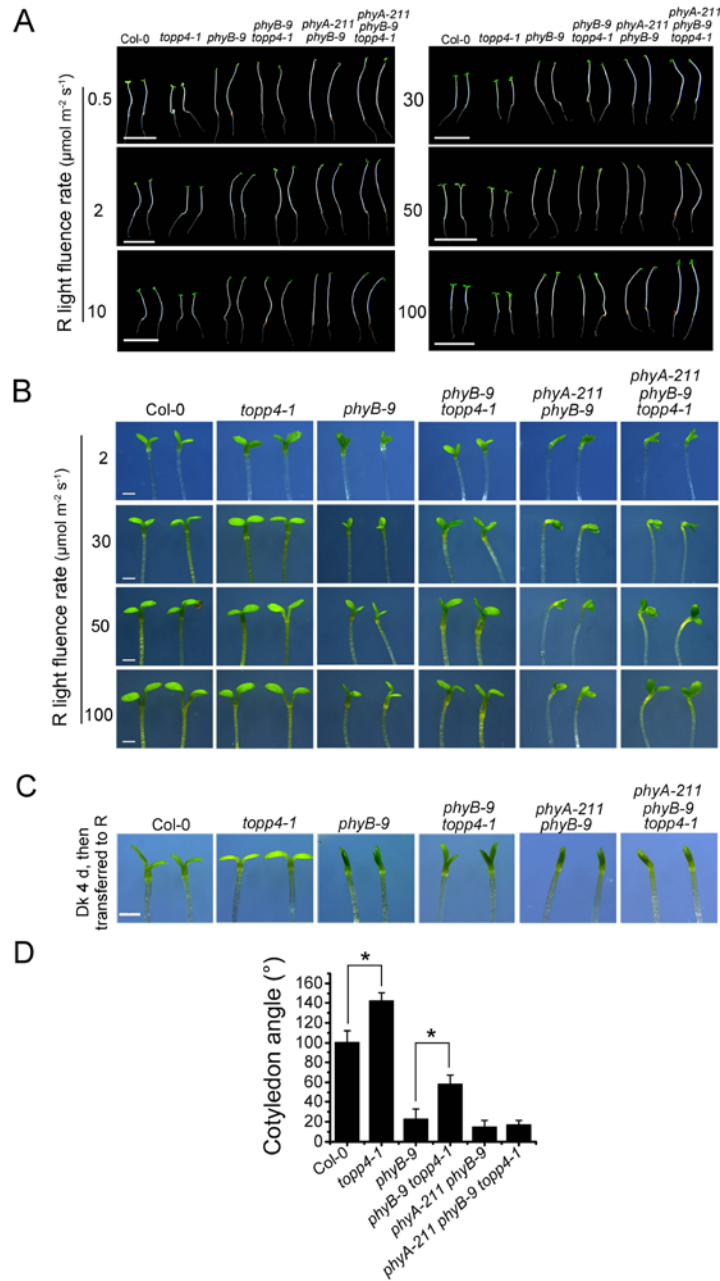 A
Col-0 topp4-1 phyB-9 phyB-9 topp4-1 phyA-211 phyB-9 phyA-211 phyB-9 topp4-1
Col-0 topp4-1 phyB-9 phyB-9 topp4-1 phyA-211 phyB-9 phyA-211 phyB-9 topp4-1
R light fluence rate (μmol m⁻² s⁻¹)
0.5
30
2
50
10
100
B
Col-0 topp4-1 phyB-9 phyB-9 topp4-1 phyA-211 phyB-9 phyA-211 phyB-9 topp4-1
R light fluence rate (μmol m⁻² s⁻¹)
2
30
50
100
C
Col-0 topp4-1 phyB-9 phyB-9 topp4-1 phyA-211 phyB-9 phyA-211 phyB-9 topp4-1
Dk 4 d, then
transferred to R
D
Cotyledon angle (°)
160
140
120
100
80
60
40
20
0
*
*
Col-0
topp4-1
phyB-9
phyB-9 topp4-1
phyA-211 phyB-9
phyA-211 phyB-9 topp4-1